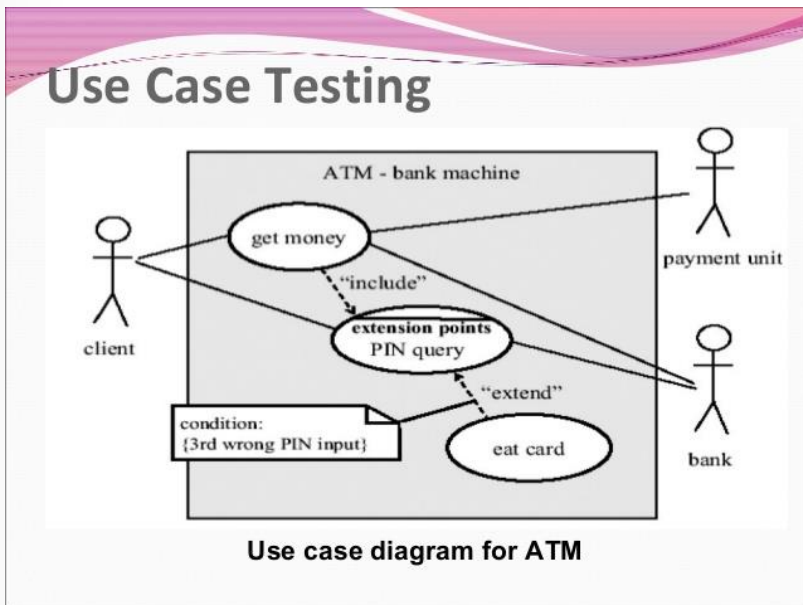 Use Case Testing
ATM - bank machine
get money
payment unit
“include”
extension points
PIN query
client
“extend”
condition:
{3rd wrong PIN input}
eat card
bank
Use case diagram for ATM